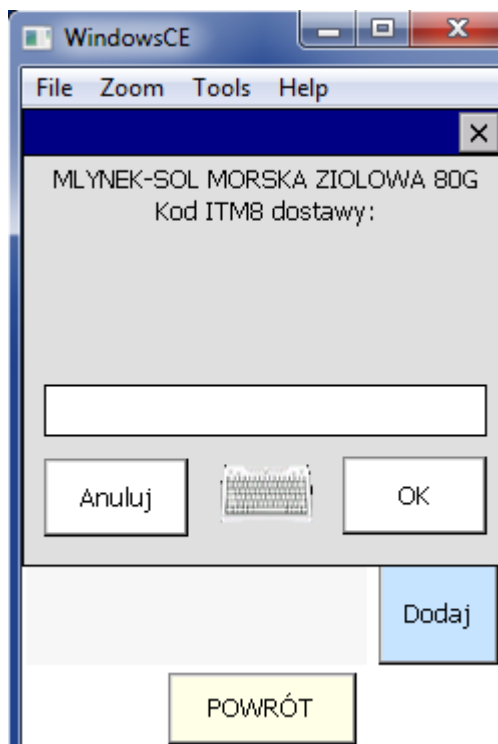 WindowsCE
File Zoom Tools Help
MLYNEK-SOL MORSKA ZIOLOWA 80G
Kod ITM8 dostawy:
Anuluj OK
Dodaj
POWRÓT